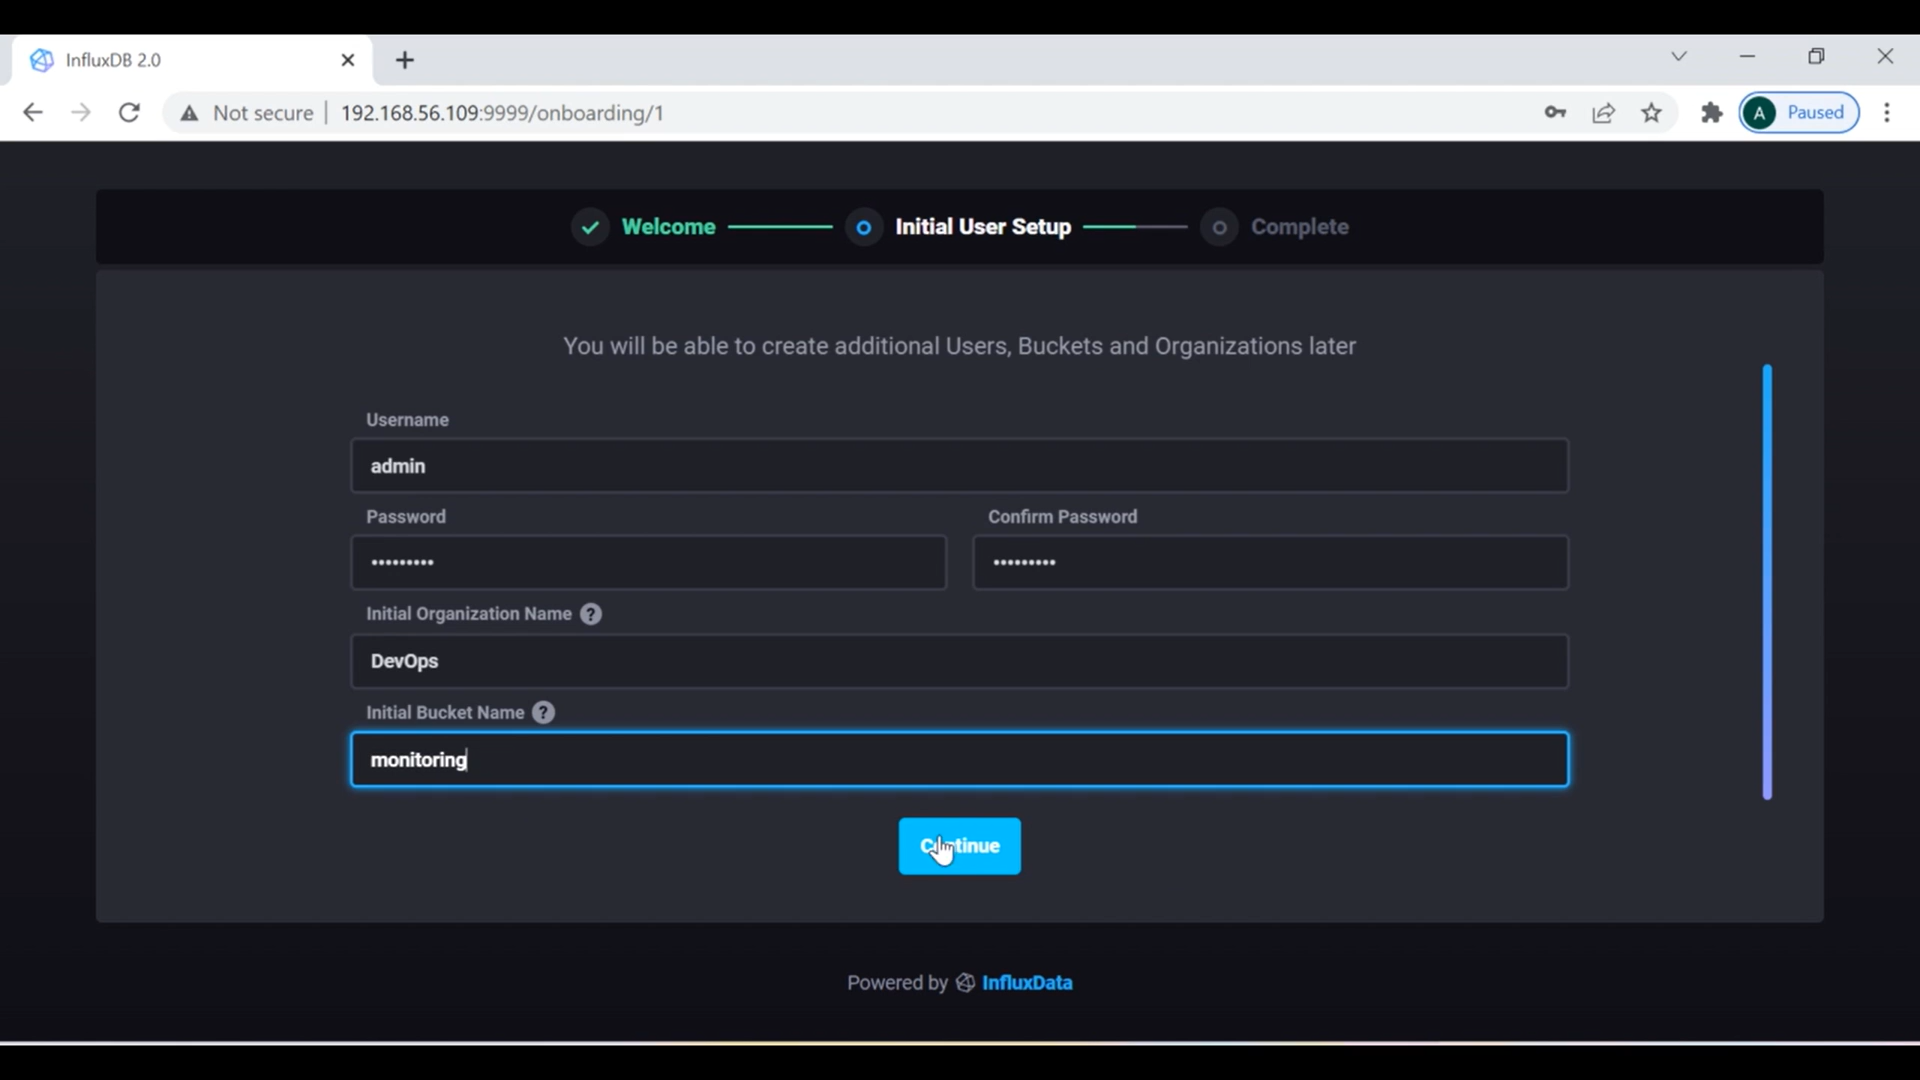 InfluxDB 2.0
Not secure
192.168.56.109:9999/onboarding/1
A
Paused
Welcome
Initial User Setup
Complete
You will be able to create additional Users, Buckets and Organizations later
Username
admin
Password
Confirm Password
•••••••••
•••••••••
Initial Organization Name ?
DevOps
Initial Bucket Name ?
monitoring
Continue
Powered by InfluxData